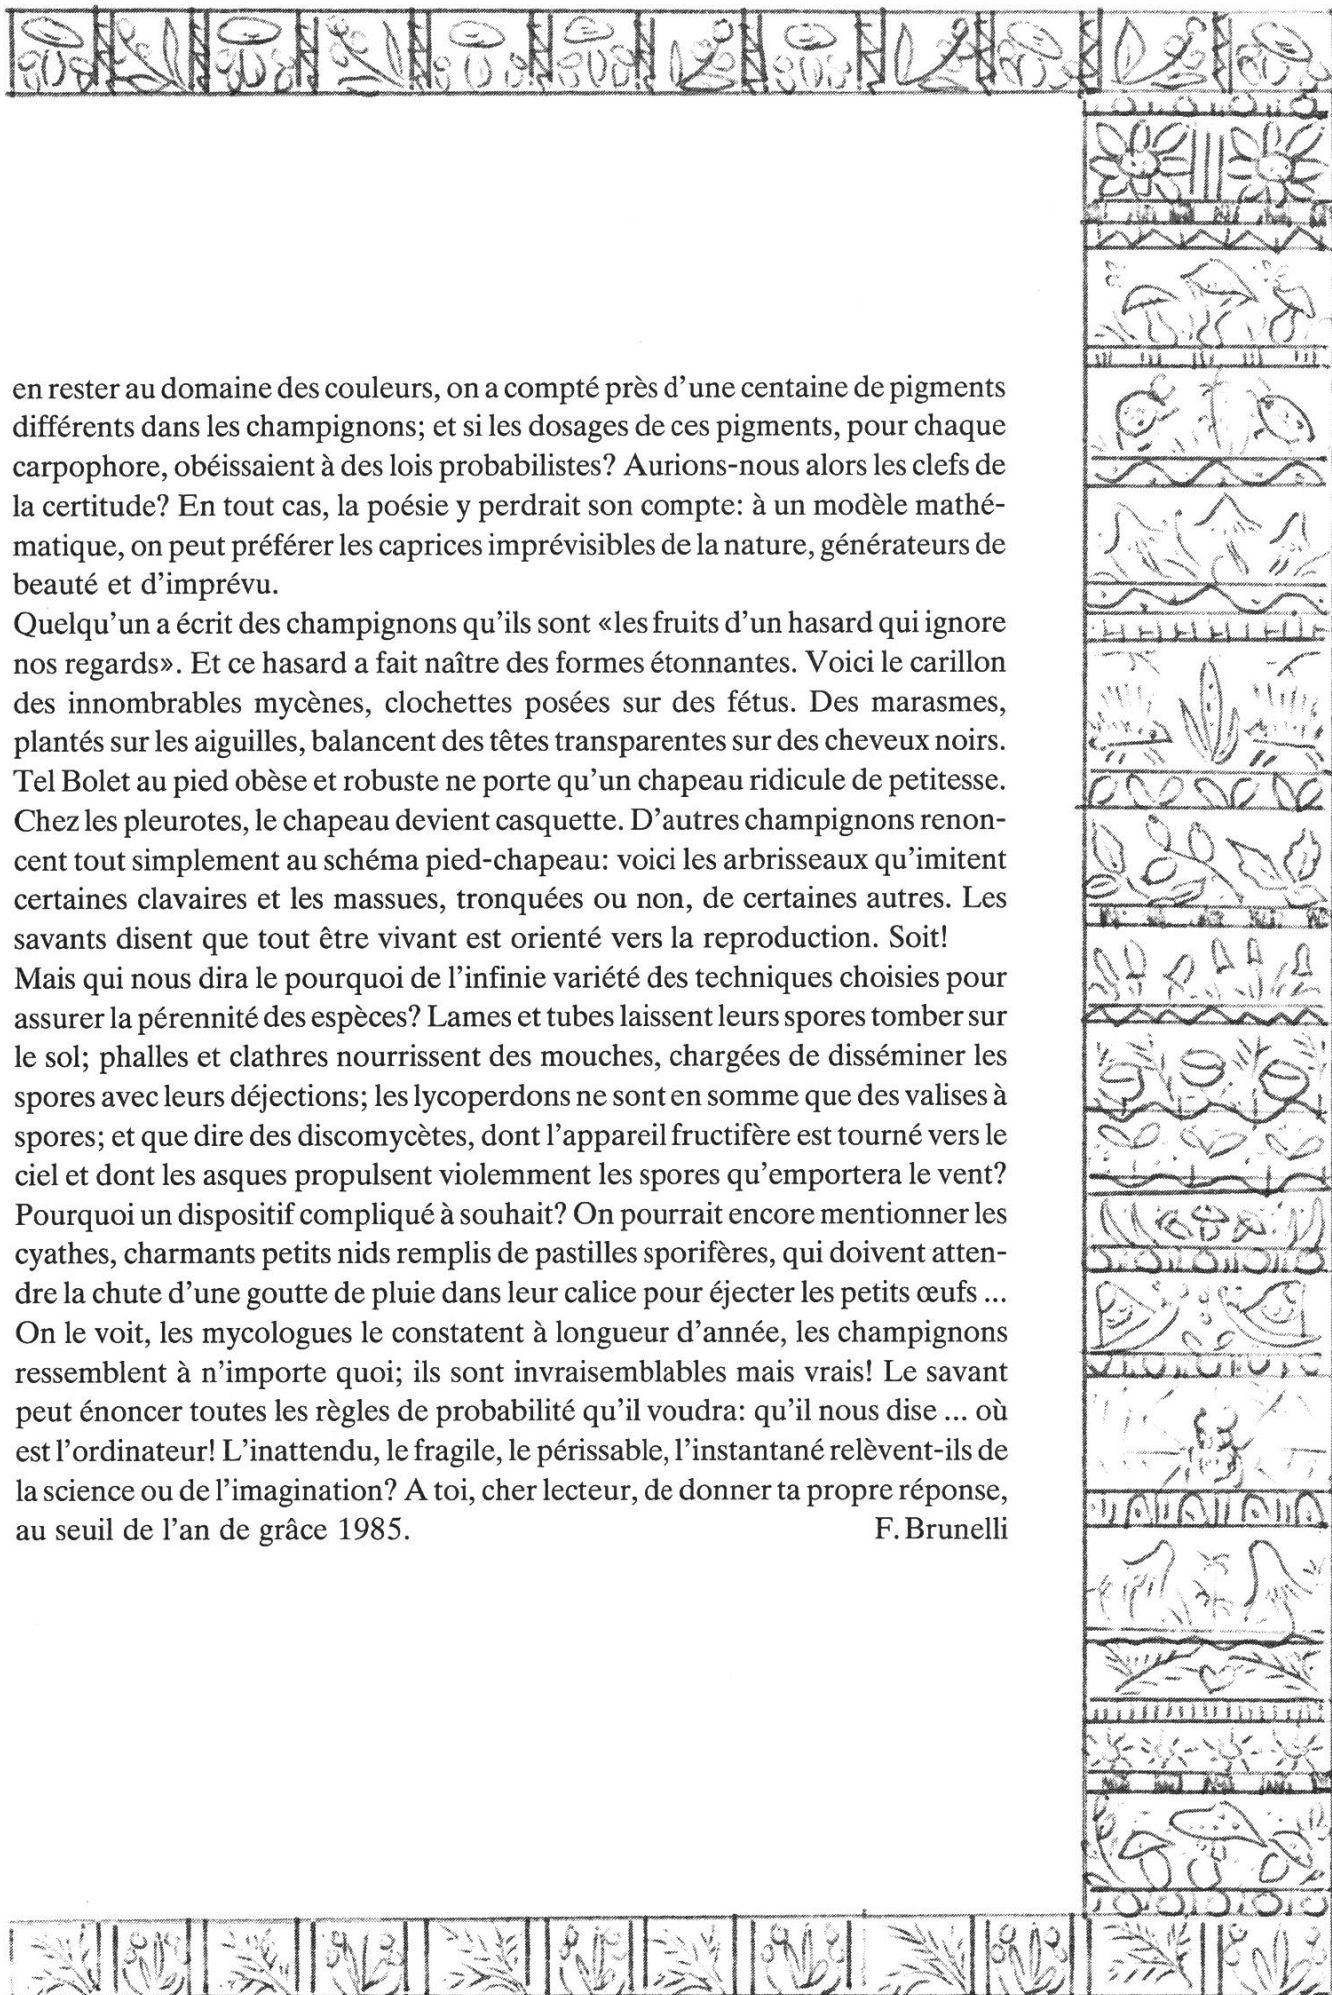 en rester au domaine des couleurs, on a compté près d'une centaine de pigments
différents dans les champignons; et si les dosages de ces pigments, pour chaque
carpophore, obéissaient à des lois probabilistes? Aurions-nous alors les clefs de
la certitude? En tout cas, la poésie y perdrait son compte: à un modèle mathé-
matique, on peut préférer les caprices imprévisibles de la nature, générateurs de
beauté et d'imprévu.
Quelqu'un a écrit des champignons qu'ils sont «les fruits d'un hasard qui ignore
nos regards». Et ce hasard a fait naître des formes étonnantes. Voici le carillon
des innombrables mycènes, clochettes posées sur des fétus. Des marasmes,
plantés sur les aiguilles, balancent des têtes transparentes sur des cheveux noirs.
Tel Bolet au pied obèse et robuste ne porte qu'un chapeau ridicule de petitesse.
Chez les pleurotes, le chapeau devient casquette. D'autres champignons renon-
cent tout simplement au schéma pied-chapeau: voici les arbrisseaux qu'imitent
certaines clavaires et les massues, tronquées ou non, de certaines autres. Les
savants disent que tout être vivant est orienté vers la reproduction. Soit!
Mais qui nous dira le pourquoi de l'infinie variété des techniques choisies pour
assurer la pérennité des espèces? Lames et tubes laissent leurs spores tomber sur
le sol; phalles et clathres nourrissent des mouches, chargées de disséminer les
spores avec leurs déjections; les lycoperdons ne sont en somme que des valises à
spores; et que dire des discomycètes, dont l'appareil fructifère est tourné vers le
ciel et dont les asques propulsent violemment les spores qu'emportera le vent?
Pourquoi un dispositif compliqué à souhait? On pourrait encore mentionner les
cyathes, charmants petits nids remplis de pastilles sporifères, qui doivent atten-
dre la chute d'une goutte de pluie dans leur calice pour éjecter les petits œufs ...
On le voit, les mycologues le constatent à longueur d'année, les champignons
ressemblent à n'importe quoi; ils sont invraisemblables mais vrais! Le savant
peut énoncer toutes les règles de probabilité qu'il voudra: qu'il nous dise ... où
est l'ordinateur! L'inattendu, le fragile, le périssable, l'instantané relèvent-ils de
la science ou de l'imagination? A toi, cher lecteur, de donner ta propre réponse,
au seuil de l'an de grâce 1985. F. Brunelli